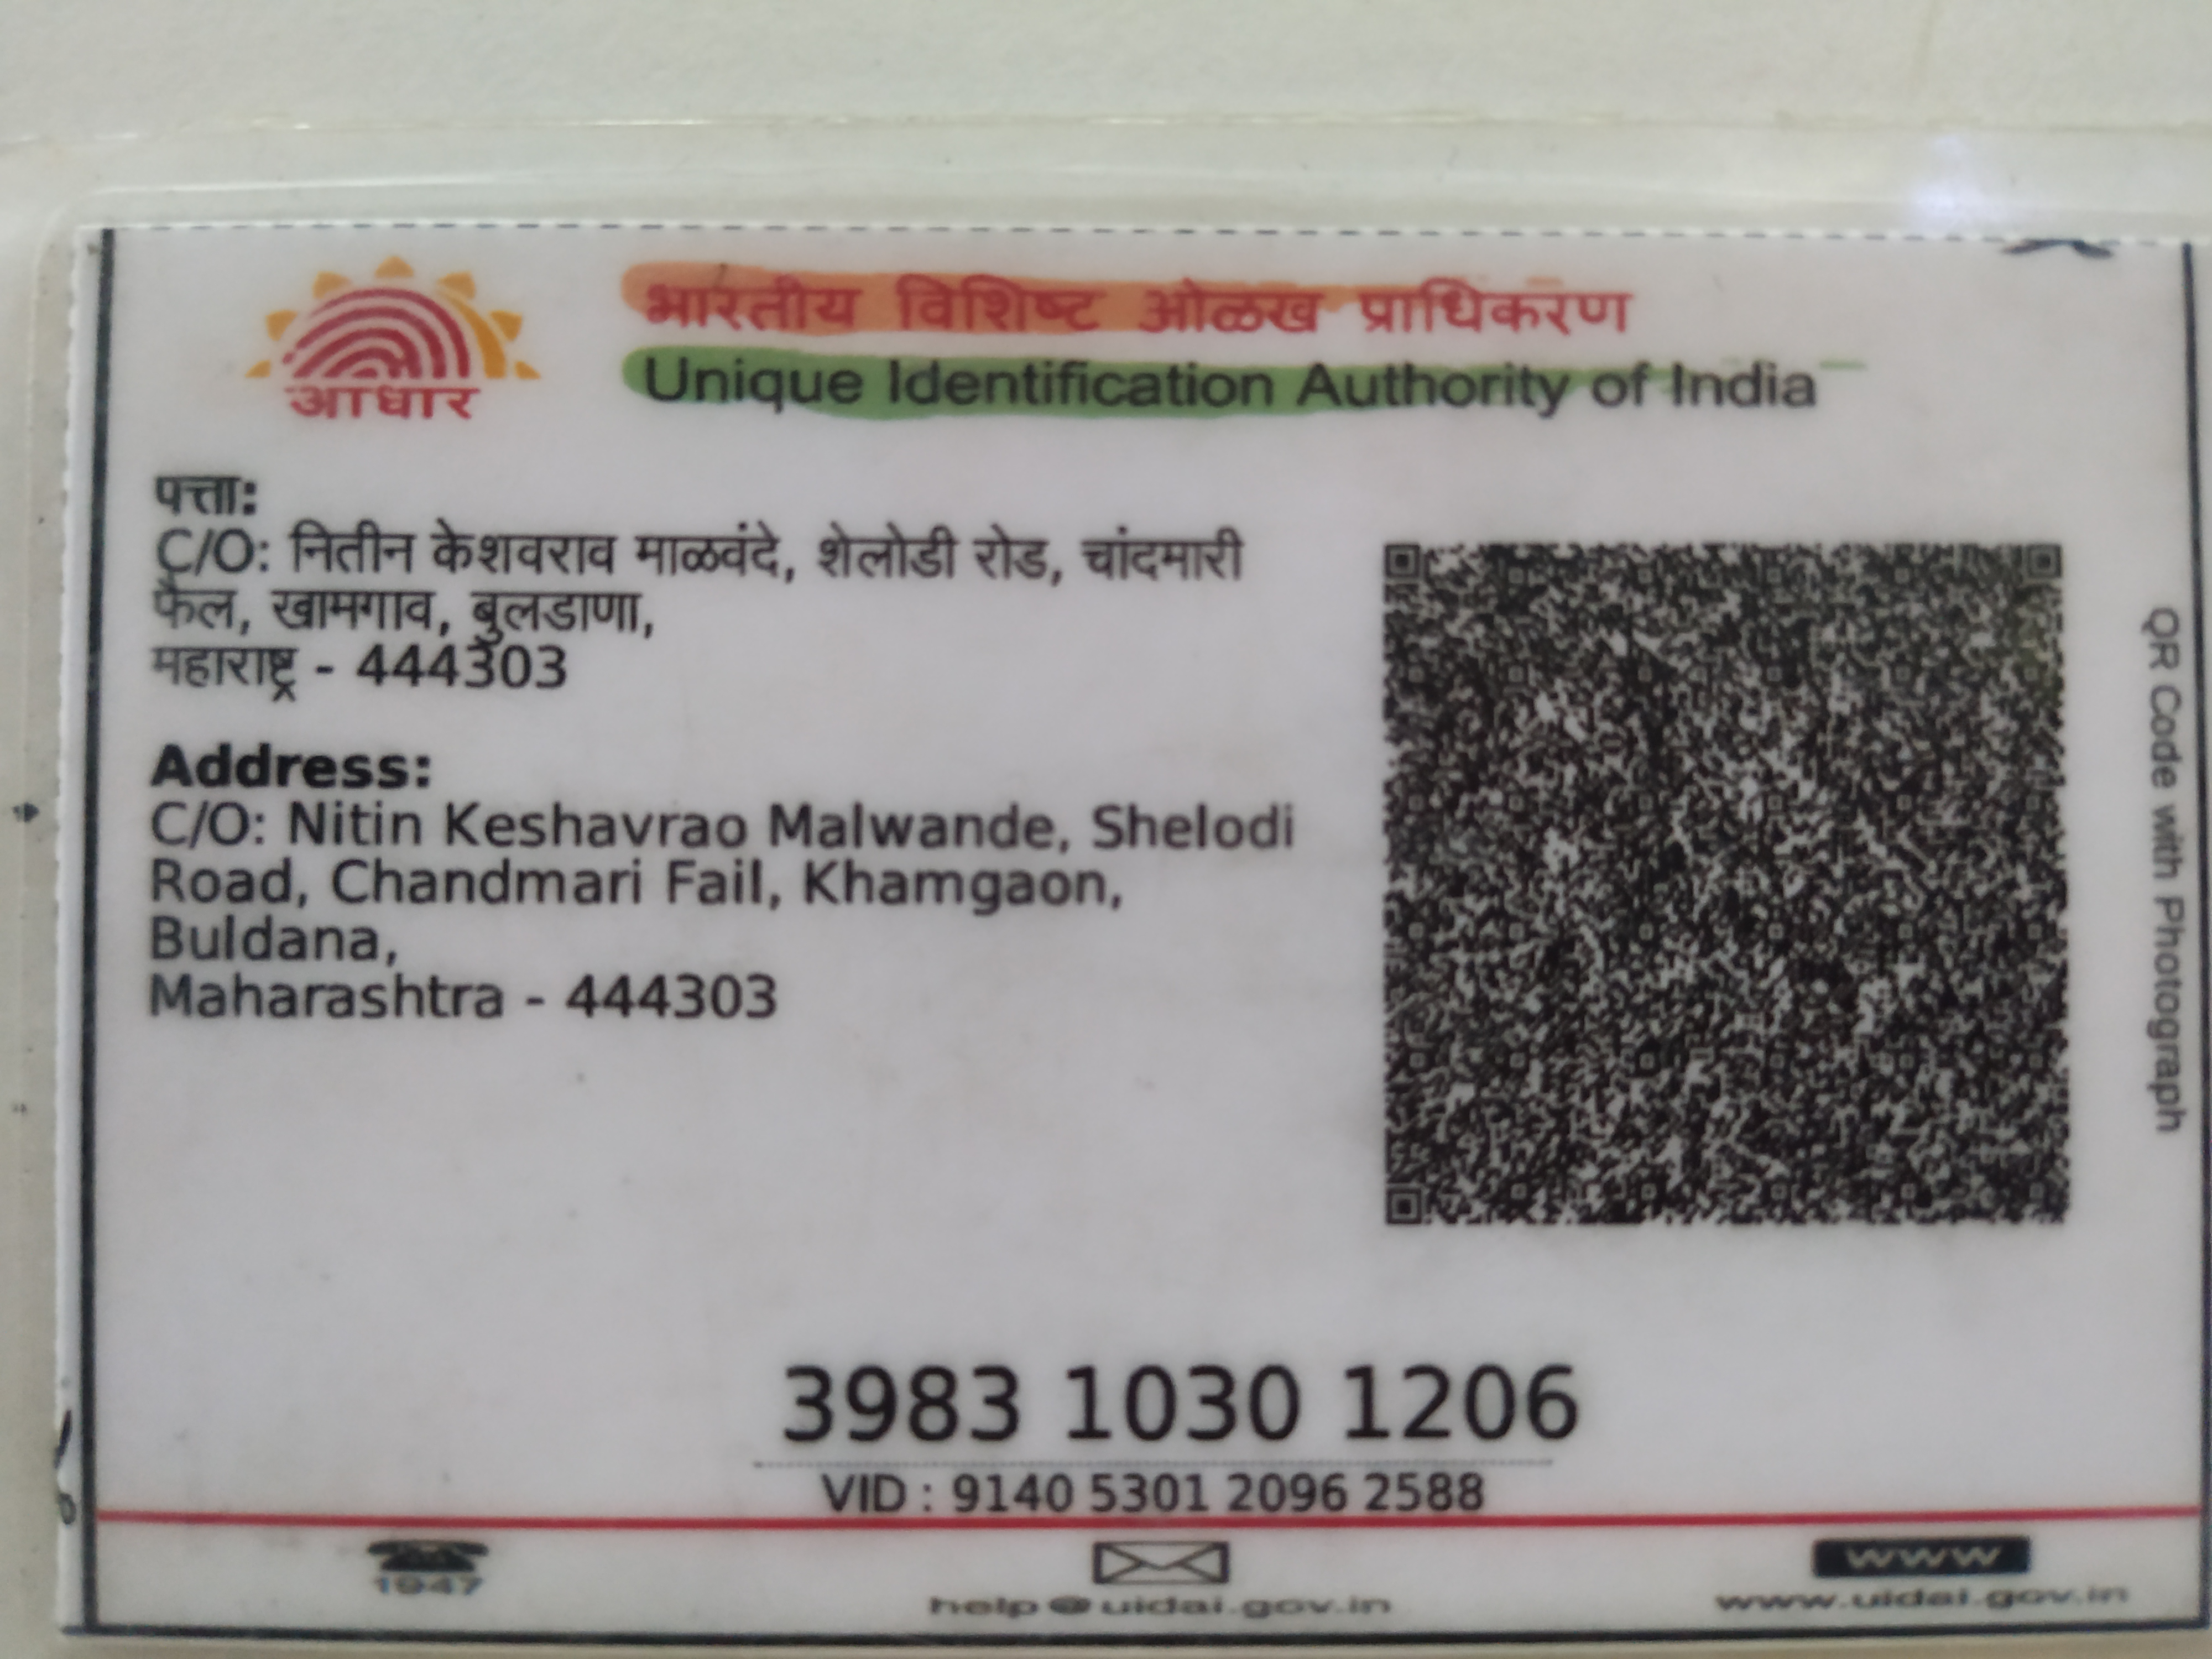 आधार
भारतीय विशिष्ट ओळख प्राधिकरण
Unique Identification Authority of India
पत्ता:
C/O: नितीन केशवराव माळवंदे, शेलोडी रोड, चांदमारी
फैल, खामगाव, बुलडाणा,
महाराष्ट्र - 444303
Address:
C/O: Nitin Keshavrao Malwande, Shelodi
Road, Chandmari Fail, Khamgaon,
Buldana,
Maharashtra - 444303
QR Code with Photograph
3983 1030 1206
VID : 9140 5301 2096 2588
1947
help@uidai.gov.in
www
www.uidai.gov.in